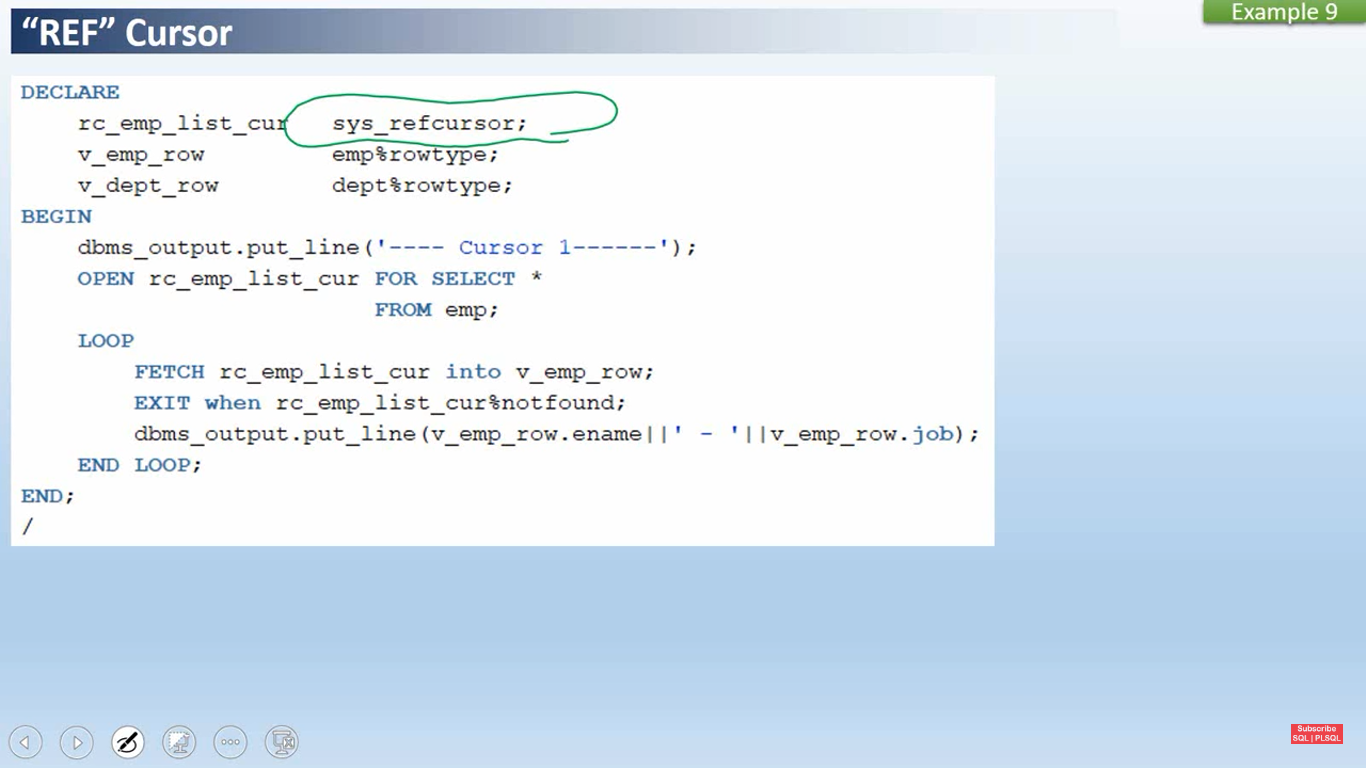 "REF" Cursor
Example 9
DECLARE
rc_emp_list_cur sys_refcursor;
v_emp_row emp%rowtype;
v_dept_row dept%rowtype;
BEGIN
dbms_output.put_line('---- Cursor 1------');
OPEN rc_emp_list_cur FOR SELECT *
FROM emp;
LOOP
FETCH rc_emp_list_cur into v_emp_row;
EXIT when rc_emp_list_cur%notfound;
dbms_output.put_line(v_emp_row.ename||' - '||v_emp_row.job);
END LOOP;
END;
/
Subscribe
SQL | PLSQL